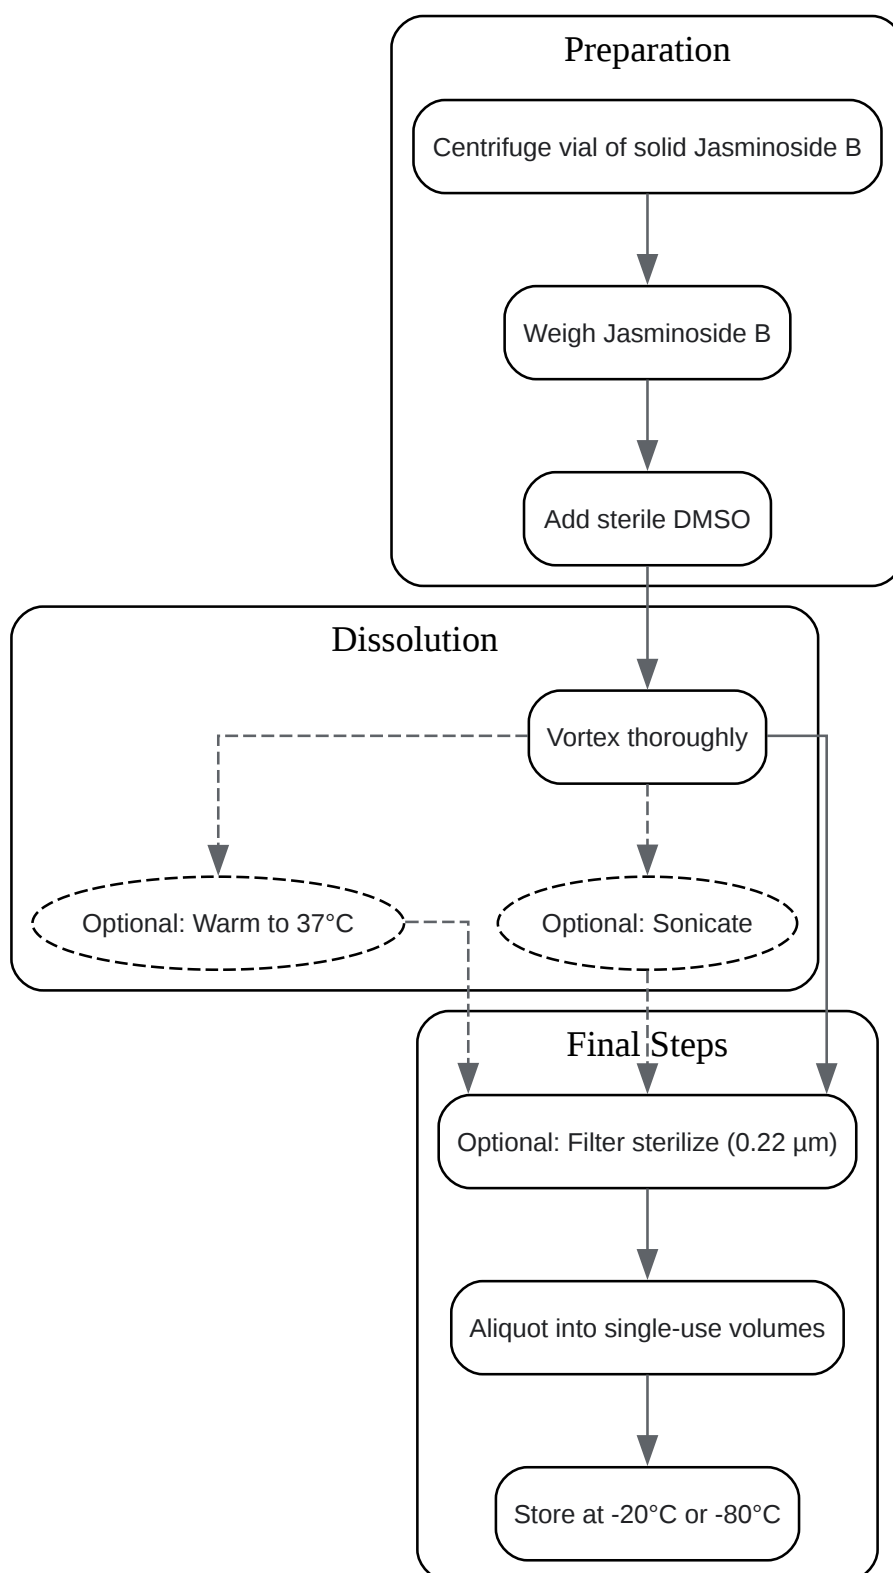 Preparation
Centrifuge vial of solid Jasminoside B
Weigh Jasminoside B
Add sterile DMSO
Dissolution
Vortex thoroughly
Optional: Warm to 37°C
Optional: Sonicate
Final Steps
Optional: Filter sterilize (0.22 µm)
Aliquot into single-use volumes
Store at -20°C or -80°C